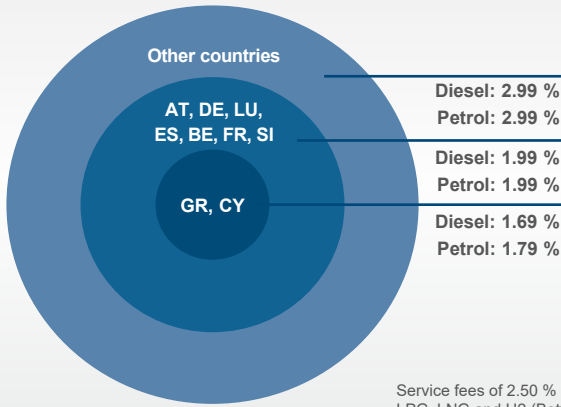 Other countries
AT, DE, LU,
ES, BE, FR, SI
GR, CY
Diesel: 2.99 %
Petrol: 2.99 %
Diesel: 1.99 %
Petrol: 1.99 %
Diesel: 1.69 %
Petrol: 1.79 %
Service fees of 2.50 %